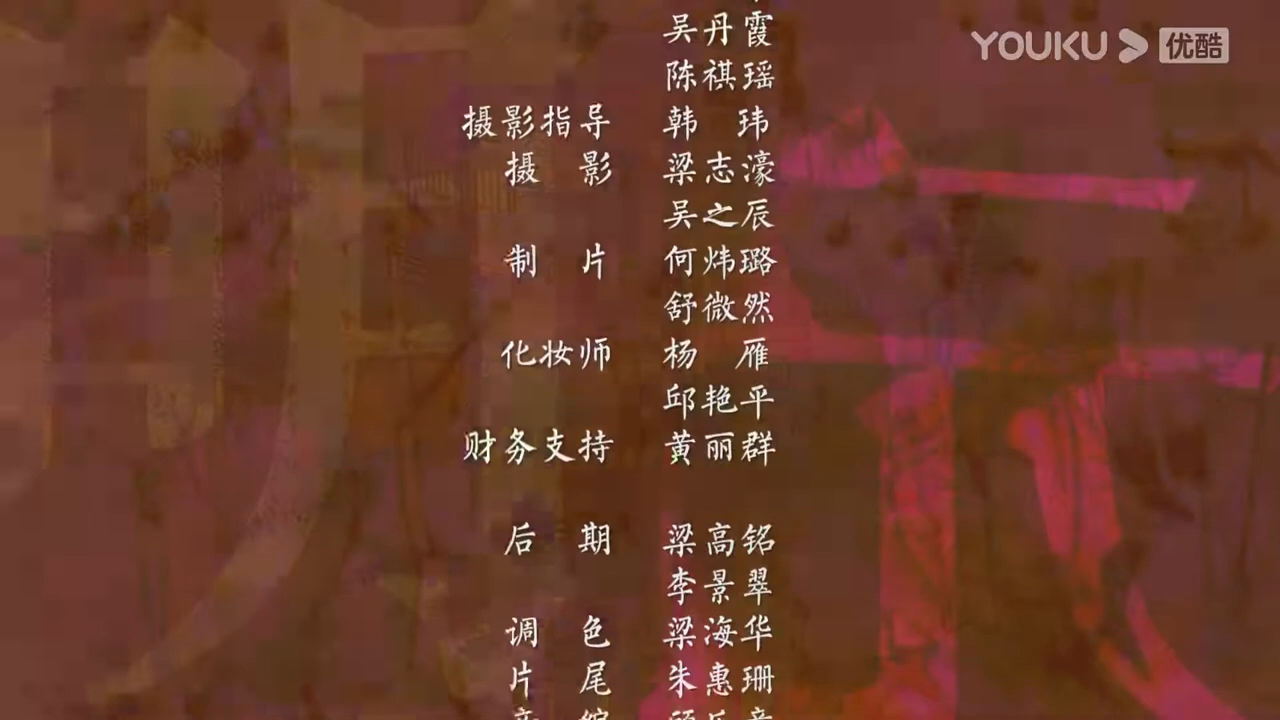 吴丹霞
YOUKU 优酷
陈祺瑶
摄影指导 韩玮
摄影 梁志濠
吴之辰
制片 何炜璐
舒微然
化妆师 杨雁
邱艳平
财务支持 黄丽群
后期 梁高铭
李景翠
调色 梁海华
片尾 朱惠珊